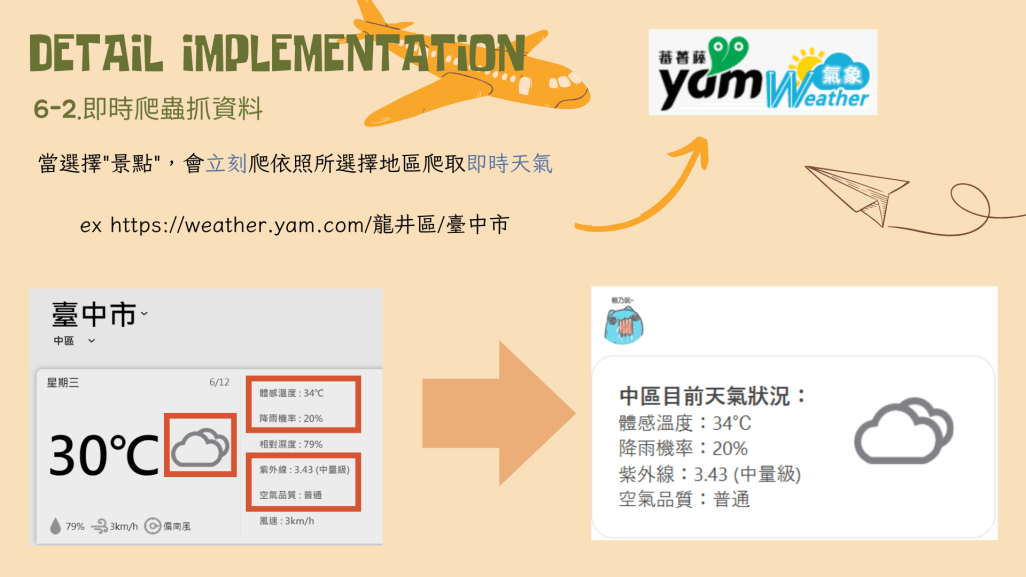 DETAIL IMPLEMENTATION
6-2.即時爬蟲抓資料
蕃薯藤
yam Weather 氣象
當選擇"景點"，會立刻爬依照所選擇地區爬取即時天氣
ex https://weather.yam.com/龍井區/臺中市
臺中市
中區
星期三 6/12
30°C
體感溫度 : 34°C
降雨機率 : 20%
相對濕度 : 79%
紫外線 : 3.43 (中量級)
空氣品質 : 普通
風速 : 3km/h
79% 3km/h 偏南風
中區目前天氣狀況：
體感溫度：34°C
降雨機率：20%
紫外線：3.43 (中量級)
空氣品質：普通